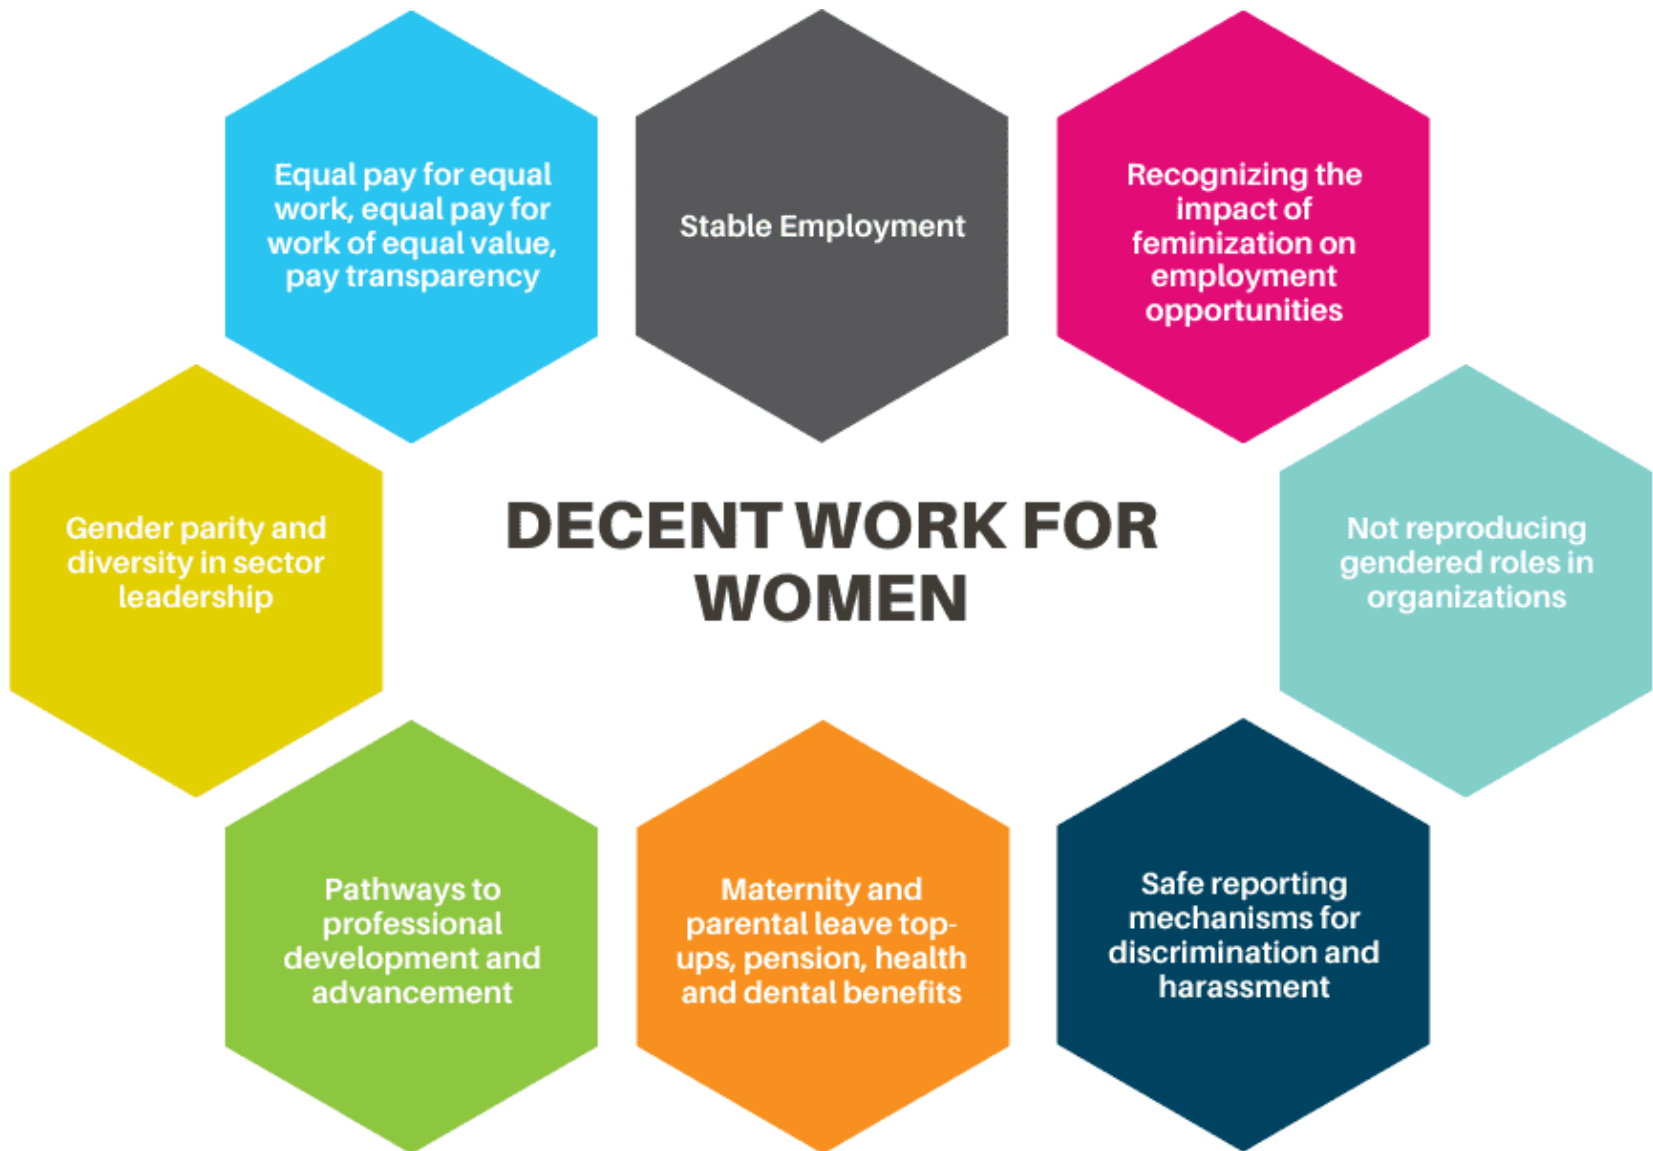 Equal pay for equal
work, equal pay for
work of equal value,
pay transparency
Stable Employment
Recognizing the
impact of
feminization on
employment
opportunities
Gender parity and
diversity in sector
leadership
DECENT WORK FOR
WOMEN
Not reproducing
gendered roles in
organizations
Pathways to
professional
development and
advancement
Maternity and
parental leave top-
ups, pension, health
and dental benefits
Safe reporting
mechanisms for
discrimination and
harassment